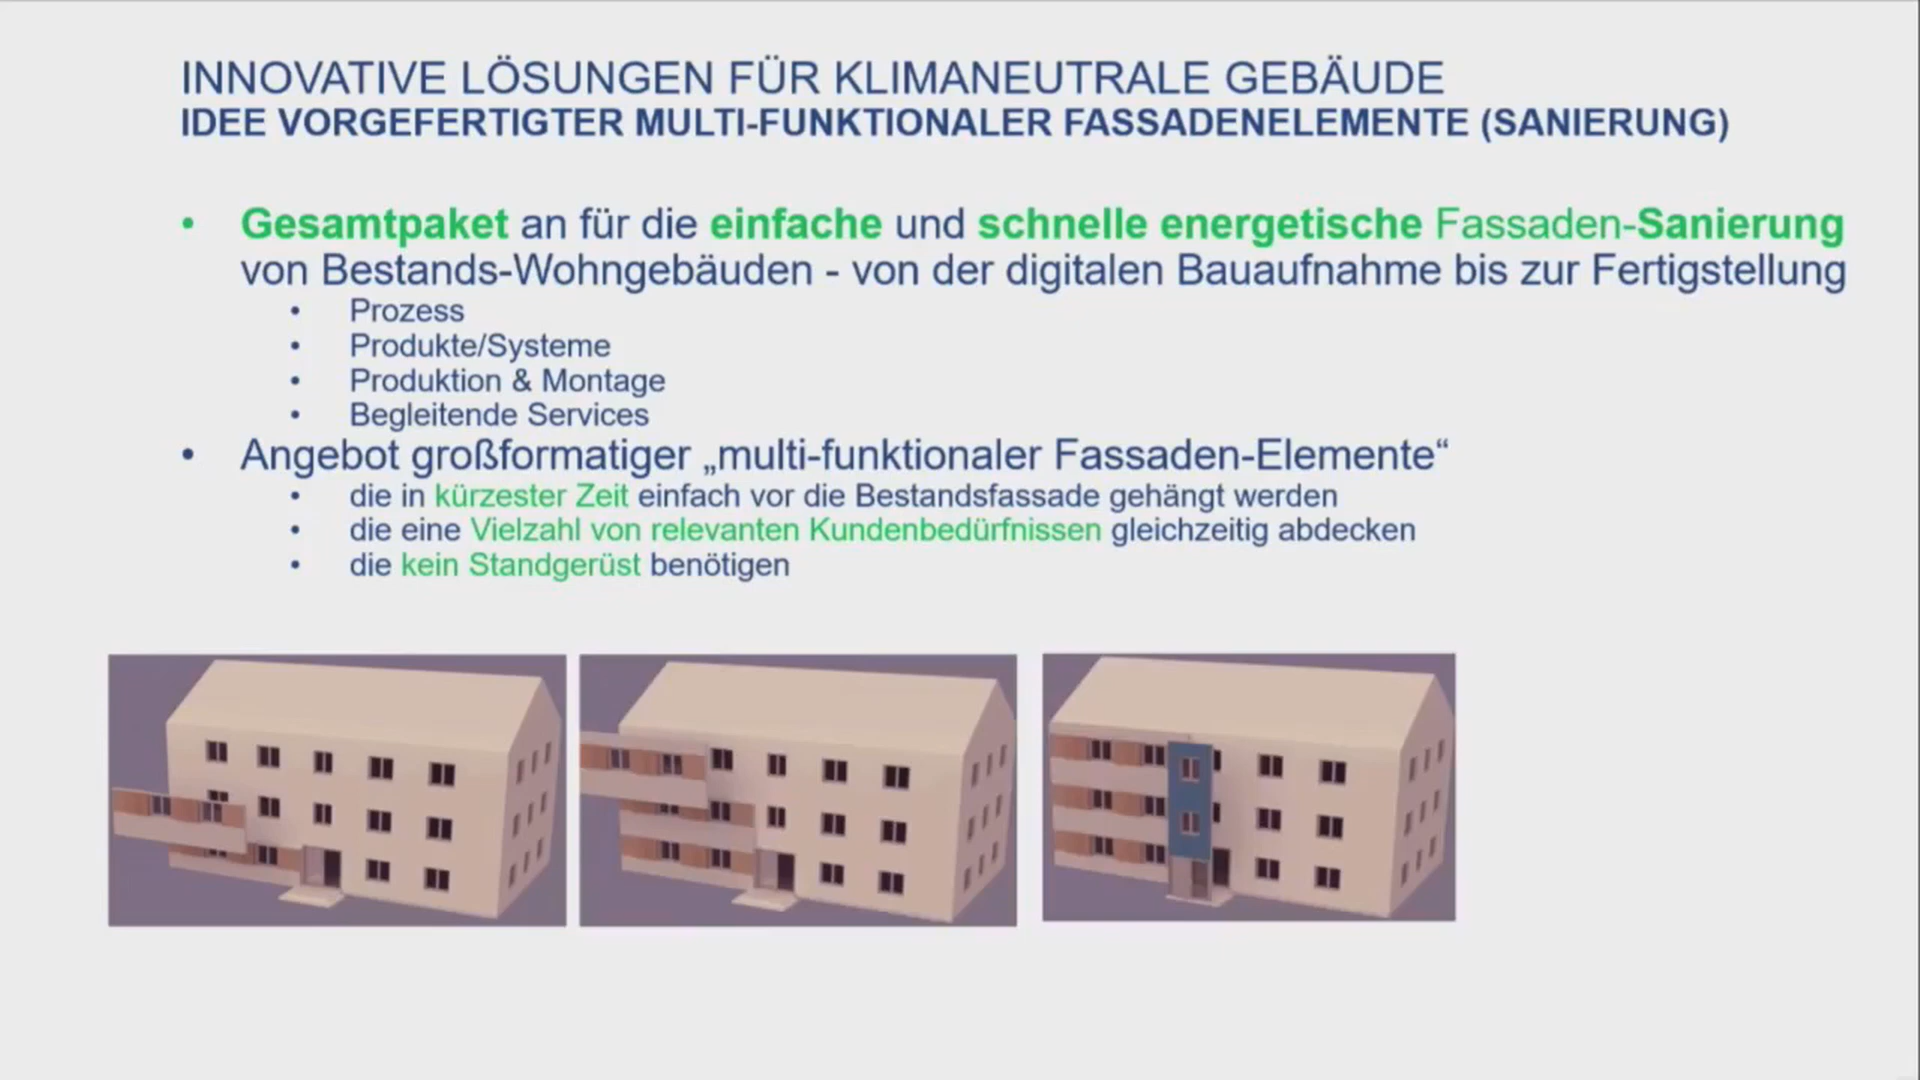 INNOVATIVE LÖSUNGEN FÜR KLIMANEUTRALE GEBÄUDE
IDEE VORGEFERTIGTER MULTI-FUNKTIONALER FASSADENELEMENTE (SANIERUNG)
• Gesamtpaket an für die einfache und schnelle energetische Fassaden-Sanierung
von Bestands-Wohngebäuden - von der digitalen Bauaufnahme bis zur Fertigstellung
• Prozess
• Produkte/Systeme
• Produktion & Montage
• Begleitende Services
• Angebot großformatiger „multi-funktionaler Fassaden-Elemente“
• die in kürzester Zeit einfach vor die Bestandsfassade gehängt werden
• die eine Vielzahl von relevanten Kundenbedürfnissen gleichzeitig abdecken
• die kein Standgerüst benötigen